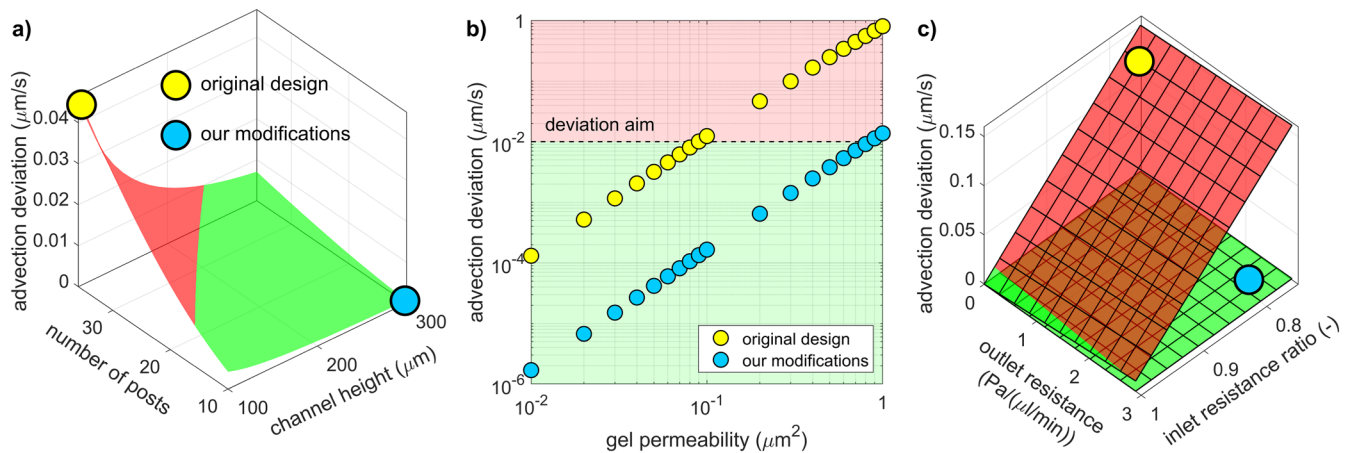 a)
original design
our modifications
advection deviation (μm/s)
0.04
0.03
0.02
0.01
0
30
20
10
number of posts
100
200
300
channel height (μm)
b)
1
10-2
10-4
10-6
advection deviation (μm/s)
deviation aim
original design
our modifications
10-2
10-1
1
gel permeability (μm2)
c)
advection deviation (μm/s)
0.15
0.1
0.05
0
0
1
2
3
outlet resistance
(Pa/(μl/min))
1
0.9
0.8
inlet resistance ratio (-)